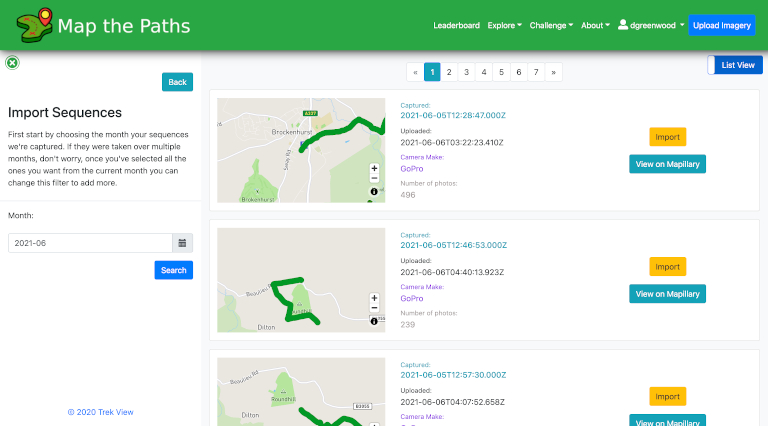 Map the Paths
Leaderboard Explore Challenge About dgreenwood Upload Imagery
Back
Import Sequences
First start by choosing the month your sequences
we're captured. If they were taken over multiple
months, don't worry, once you've selected all the
ones you want from the current month you can
change this filter to add more.
Month:
2021-06
Search
© 2020 Trek View
« 1 2 3 4 5 6 7 »
List View
A337
Brockenhurst
Sway Rd
Brokenhurst
+
−
Captured:
2021-06-05T12:28:47.000Z
Uploaded:
2021-06-06T03:22:23.410Z
Camera Make:
GoPro
Number of photos:
496
Import
View on Mapillary
Beaulieu Rd
Roundhill
Dilton
+
−
Captured:
2021-06-05T12:46:53.000Z
Uploaded:
2021-06-06T04:40:13.923Z
Camera Make:
GoPro
Number of photos:
239
Import
View on Mapillary
Beaulieu Rd
Roundhill
Dilton
B3055
+
Captured:
2021-06-05T12:57:30.000Z
Uploaded:
2021-06-06T04:07:52.658Z
Camera Make:
Import
View on Mapillary